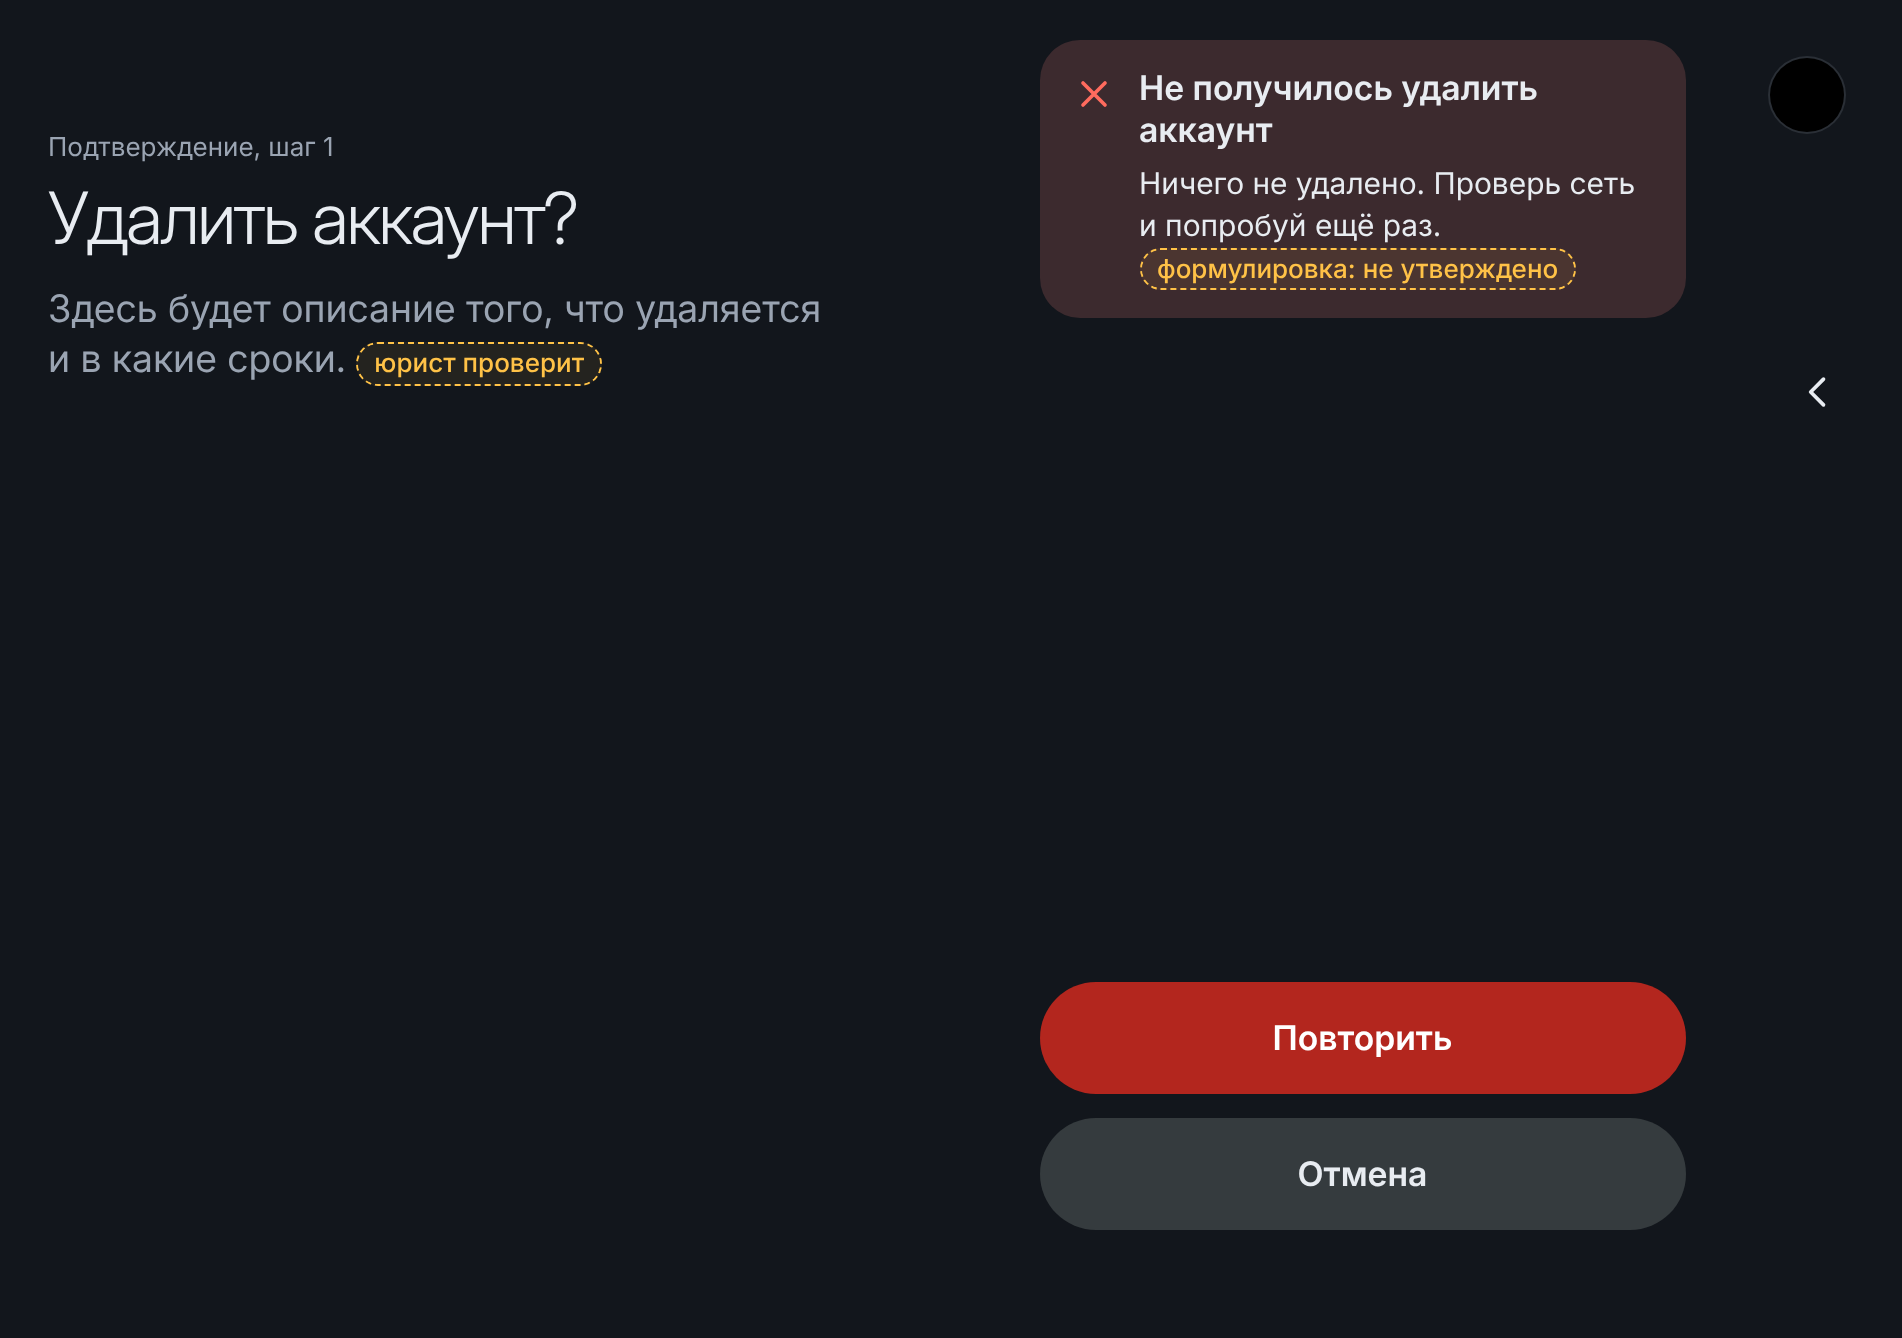 Подтверждение, шаг 1
Удалить аккаунт?
Здесь будет описание того, что удаляется
и в какие сроки. юрист проверит
Не получилось удалить
аккаунт
Ничего не удалено. Проверь сеть
и попробуй ещё раз.
формулировка: не утверждено
Повторить
Отмена